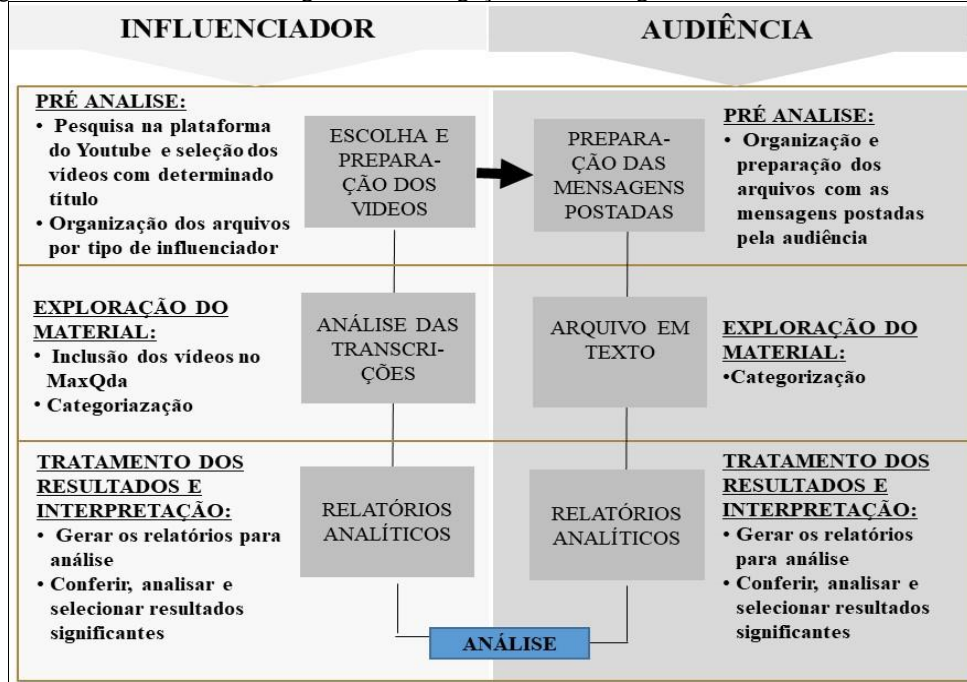 INFLUENCIADOR
AUDIÊNCIA
PRÉ ANALISE:
• Pesquisa na plataforma
do Youtube e seleção dos
vídeos com determinado
título
• Organização dos arquivos
por tipo de influenciador
ESCOLHA E
PREPARA-
ÇÃO DOS
VIDEOS
PREPARA-
ÇÃO DAS
MENSAGENS
POSTADAS
PRÉ ANALISE:
• Organização e
preparação dos
arquivos com as
mensagens postadas
pela audiência
EXPLORAÇÃO DO
MATERIAL:
• Inclusão dos vídeos no
MaxQda
• Categoriazação
ANÁLISE DAS
TRANSCRI-
ÇÕES
ARQUIVO EM
TEXTO
EXPLORAÇÃO DO
MATERIAL:
•Categorização
TRATAMENTO DOS
RESULTADOS E
INTERPRETAÇÃO:
• Gerar os relatórios para
análise
• Conferir, analisar e
selecionar resultados
significantes
RELATÓRIOS
ANALÍTICOS
RELATÓRIOS
ANALÍTICOS
TRATAMENTO DOS
RESULTADOS E
INTERPRETAÇÃO:
• Gerar os relatórios
para análise
• Conferir, analisar e
selecionar resultados
significantes
ANÁLISE